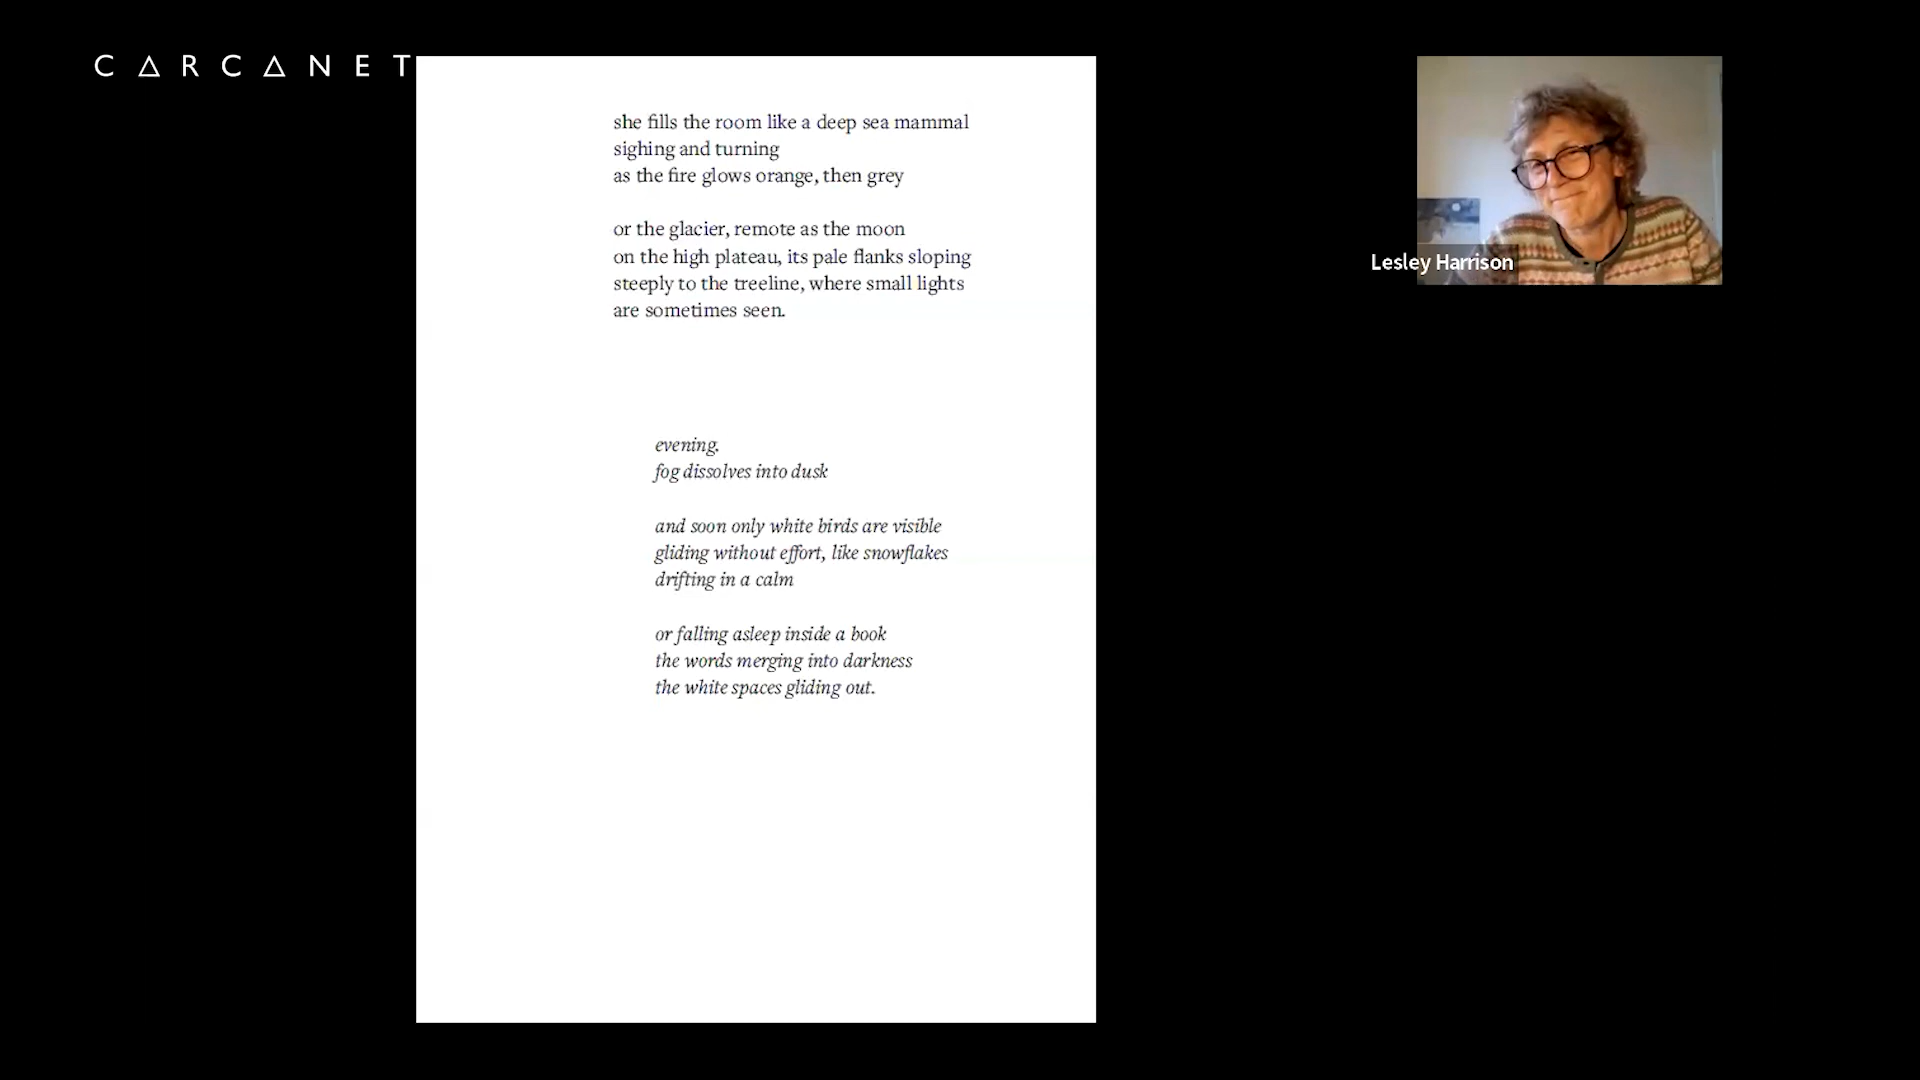 CARCANET
she fills the room like a deep sea mammal
sighing and turning
as the fire glows orange, then grey
or the glacier, remote as the moon
on the high plateau, its pale flanks sloping
steeply to the treeline, where small lights
are sometimes seen.
evening.
fog dissolves into dusk
and soon only white birds are visible
gliding without effort, like snowflakes
drifting in a calm
or falling asleep inside a book
the words merging into darkness
the white spaces gliding out.
Lesley Harrison